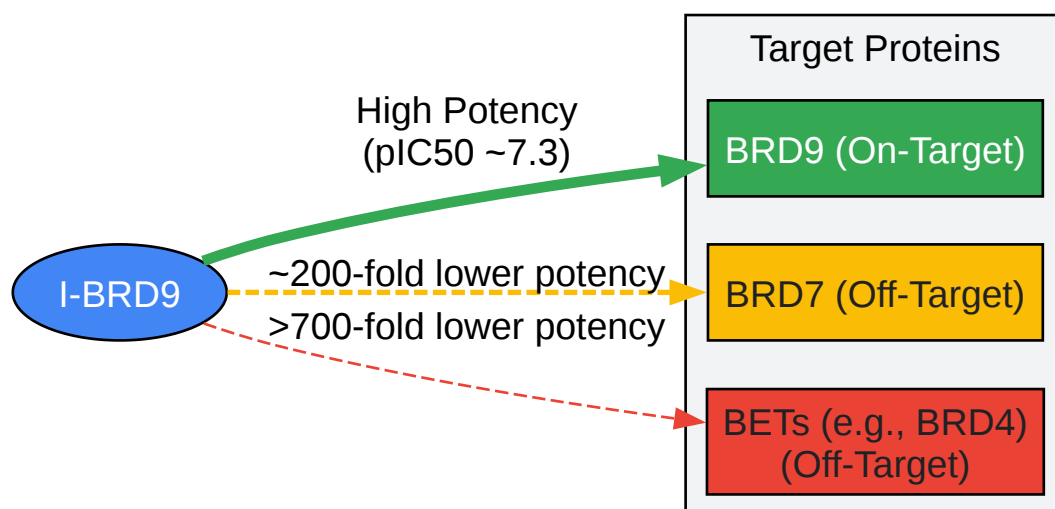 Target Proteins
High Potency
(pIC50 ~7.3)
BRD9 (On-Target)
I-BRD9
~200-fold lower potency
BRD7 (Off-Target)
>700-fold lower potency
BETs (e.g., BRD4)
(Off-Target)